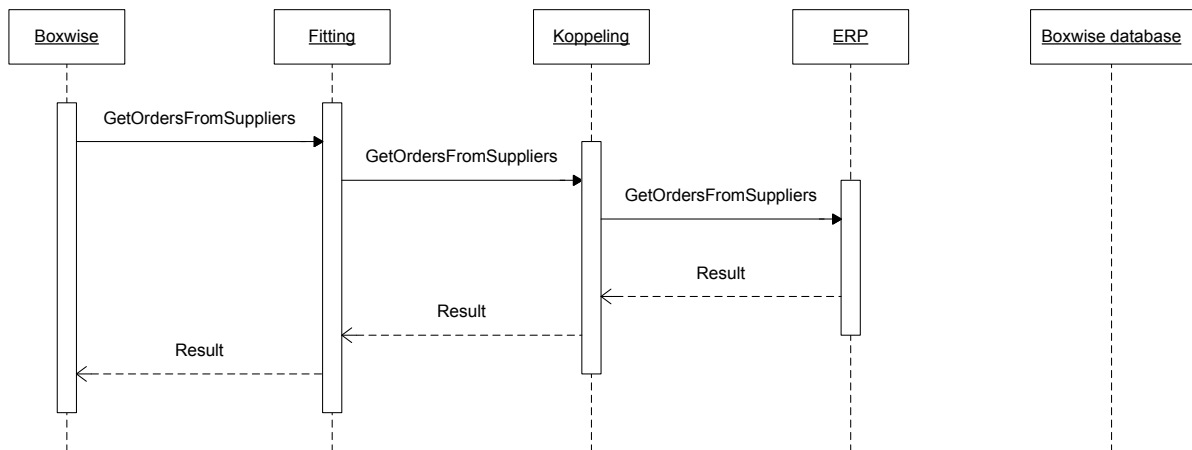 Boxwise
Fitting
Koppeling
ERP
Boxwise database
GetOrdersFromSuppliers
GetOrdersFromSuppliers
GetOrdersFromSuppliers
Result
Result
Result